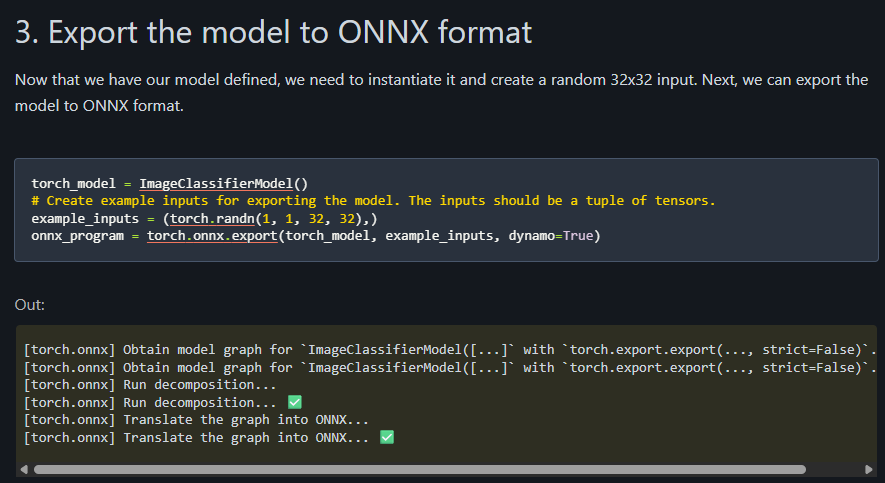 3. Export the model to ONNX format
Now that we have our model defined, we need to instantiate it and create a random 32x32 input. Next, we can export the
model to ONNX format.
torch_model = ImageClassifierModel()
# Create example inputs for exporting the model. The inputs should be a tuple of tensors.
example_inputs = (torch.randn(1, 1, 32, 32),)
onnx_program = torch.onnx.export(torch_model, example_inputs, dynamo=True)
Out:
[torch.onnx] Obtain model graph for `ImageClassifierModel([...]` with `torch.export.export(..., strict=False)`.
[torch.onnx] Obtain model graph for `ImageClassifierModel([...]` with `torch.export.export(..., strict=False)`.
[torch.onnx] Run decomposition...
[torch.onnx] Run decomposition... ✅
[torch.onnx] Translate the graph into ONNX...
[torch.onnx] Translate the graph into ONNX... ✅